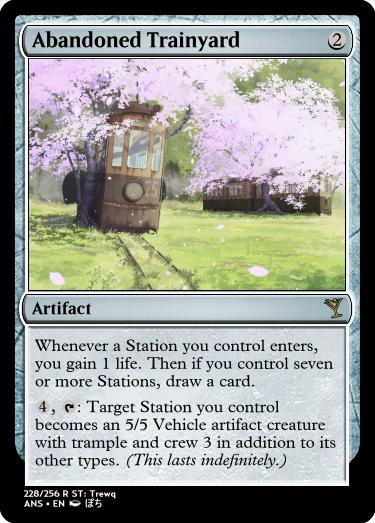 Abandoned Trainyard 2
Artifact
Whenever a Station you control enters,
you gain 1 life. Then if you control seven
or more Stations, draw a card.
4, : Target Station you control
becomes an 5/5 Vehicle artifact creature
with trample and crew 3 in addition to its
other types. (This lasts indefinitely.)
228/256 R ST: Trewq
ANS • EN ぽち